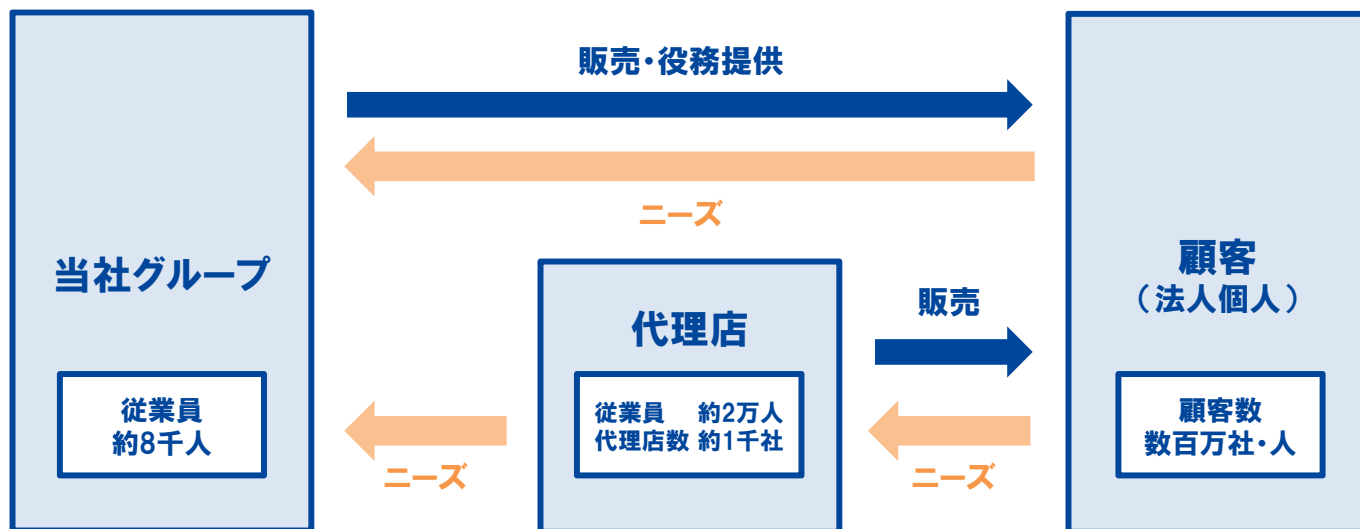 販売・役務提供
ニーズ
当社グループ
従業員
約8千人
代理店
従業員 約2万人
代理店数 約1千社
販売
ニーズ
ニーズ
顧客
（法人個人）
顧客数
数百万社・人